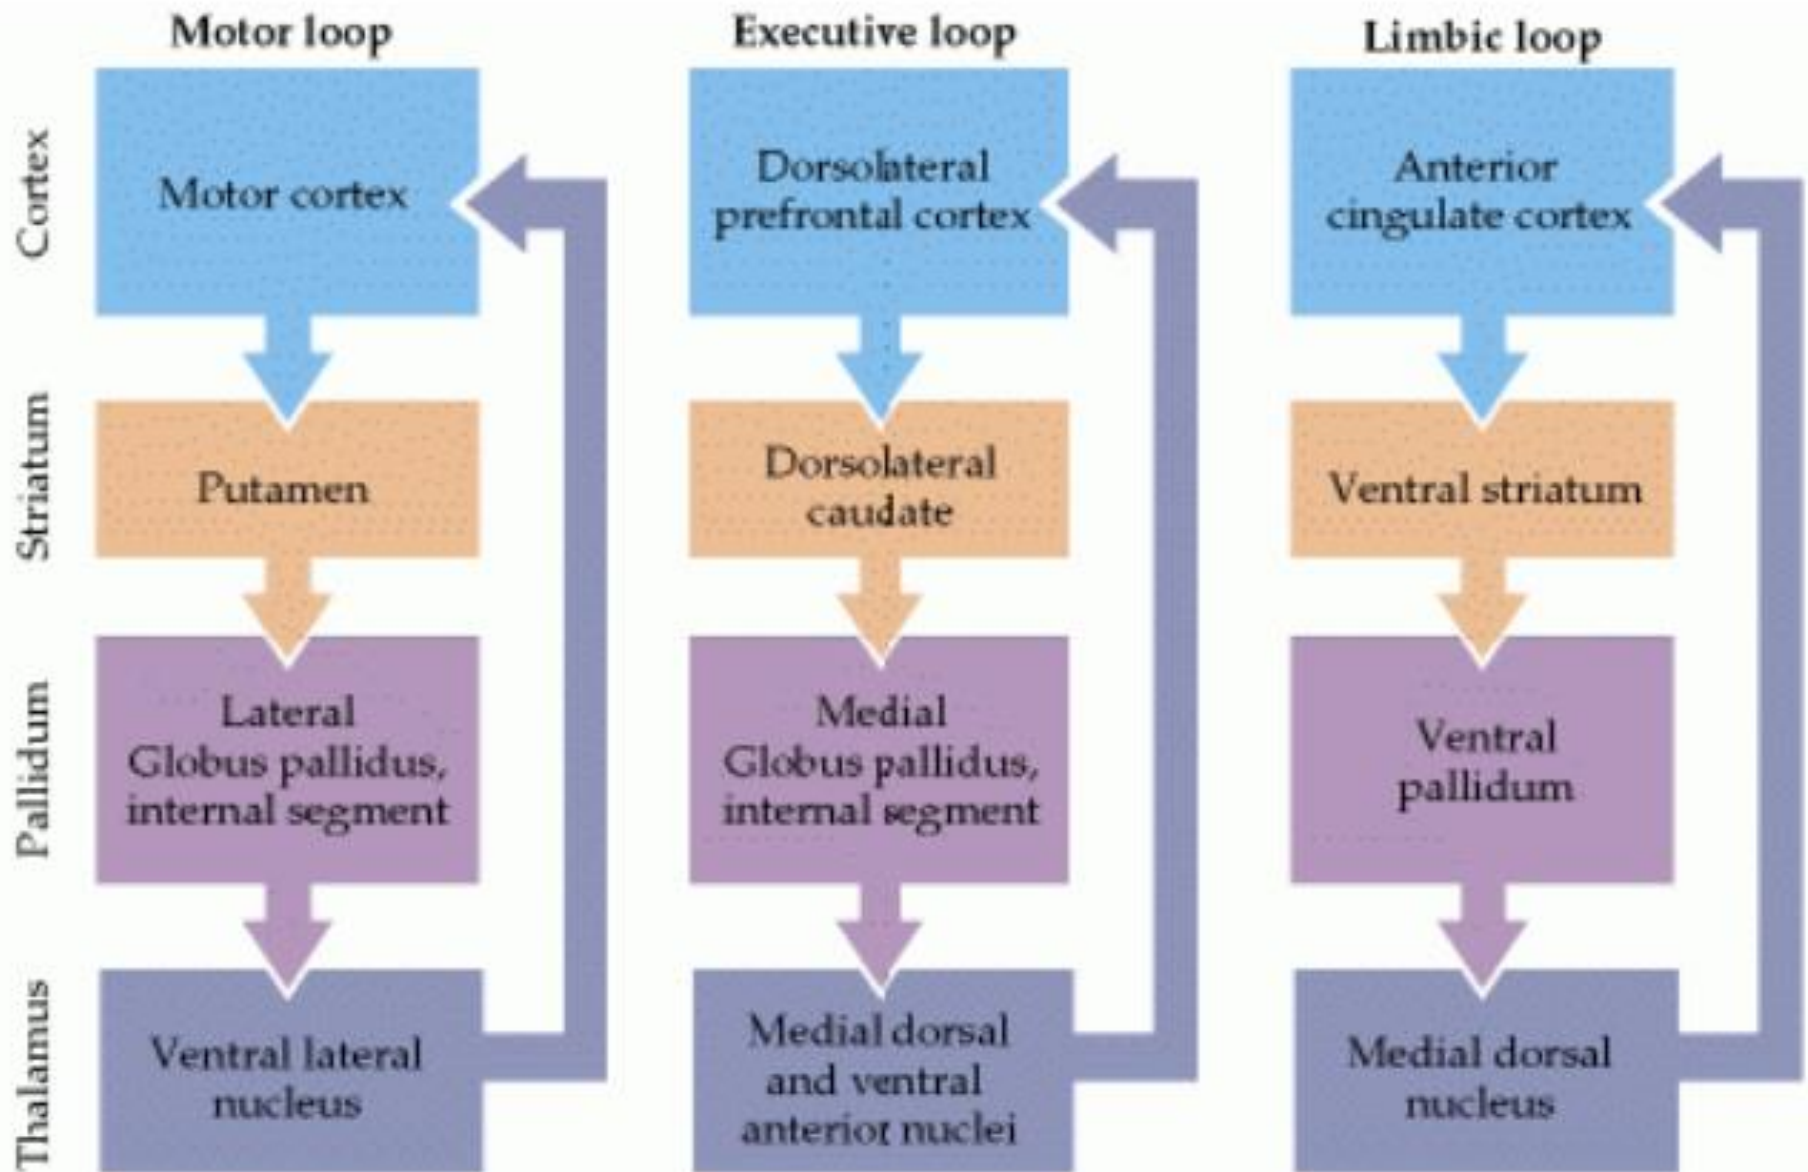 Motor loop
Executive loop
Limbic loop
Cortex
Motor cortex
Dorsolateral
prefrontal cortex
Anterior
cingulate cortex
Striatum
Putamen
Dorsolateral
caudate
Ventral striatum
Pallidum
Lateral
Globus pallidus,
internal segment
Medial
Globus pallidus,
internal segment
Ventral
pallidum
Thalamus
Ventral lateral
nucleus
Medial dorsal
and ventral
anterior nuclei
Medial dorsal
nucleus